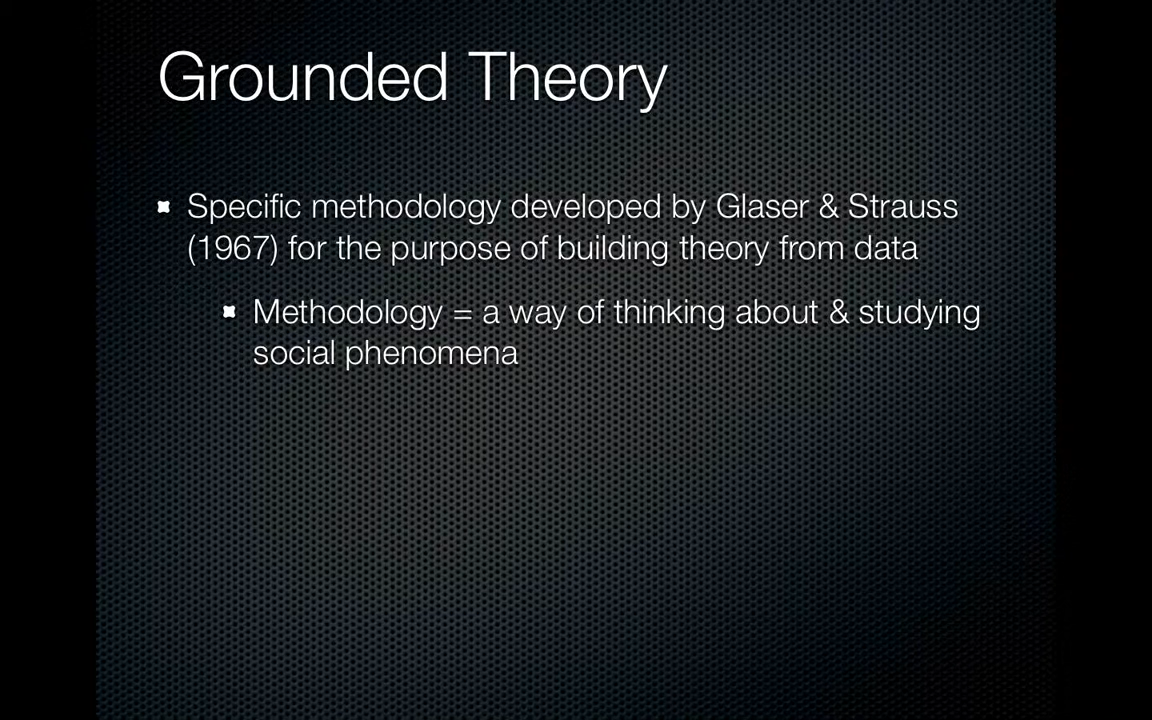 Grounded Theory
Specific methodology developed by Glaser & Strauss
(1967) for the purpose of building theory from data
Methodology = a way of thinking about & studying
social phenomena